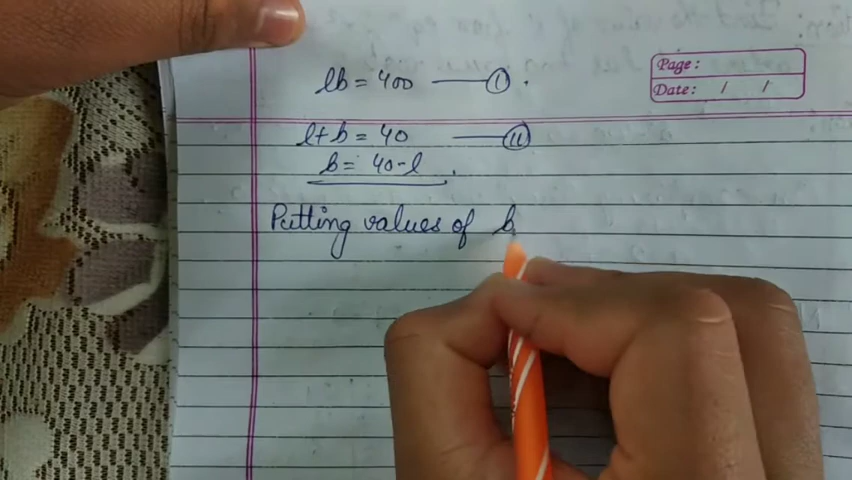 lb = 400 —— (I) .
Page:
Date: / /
l+b = 40 —— (II)
b = 40-l .
Putting values of b